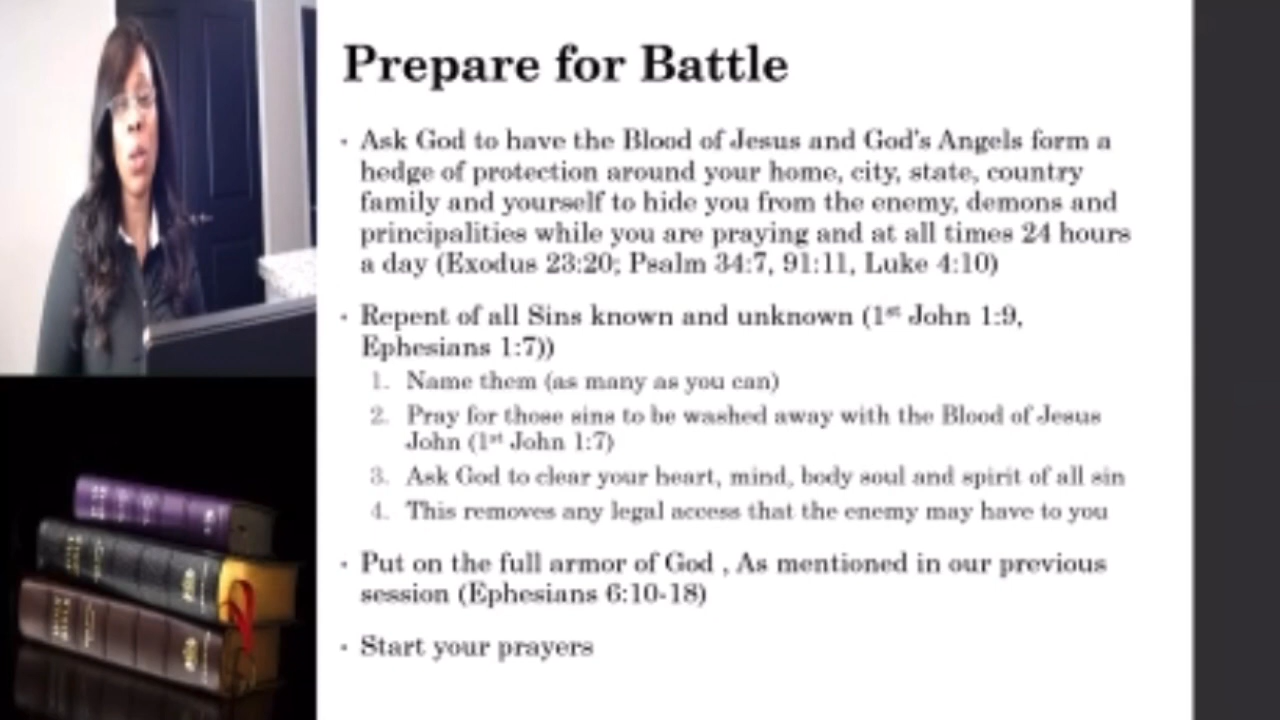 Prepare for Battle
• Ask God to have the Blood of Jesus and God's Angels form a
hedge of protection around your home, city, state, country
family and yourself to hide you from the enemy, demons and
principalities while you are praying and at all times 24 hours
a day (Exodus 23:20; Psalm 34:7, 91:11, Luke 4:10)
• Repent of all Sins known and unknown (1st John 1:9,
Ephesians 1:7))
1. Name them (as many as you can)
2. Pray for those sins to be washed away with the Blood of Jesus
John (1st John 1:7)
3. Ask God to clear your heart, mind, body soul and spirit of all sin
4. This removes any legal access that the enemy may have to you
• Put on the full armor of God , As mentioned in our previous
session (Ephesians 6:10-18)
• Start your prayers